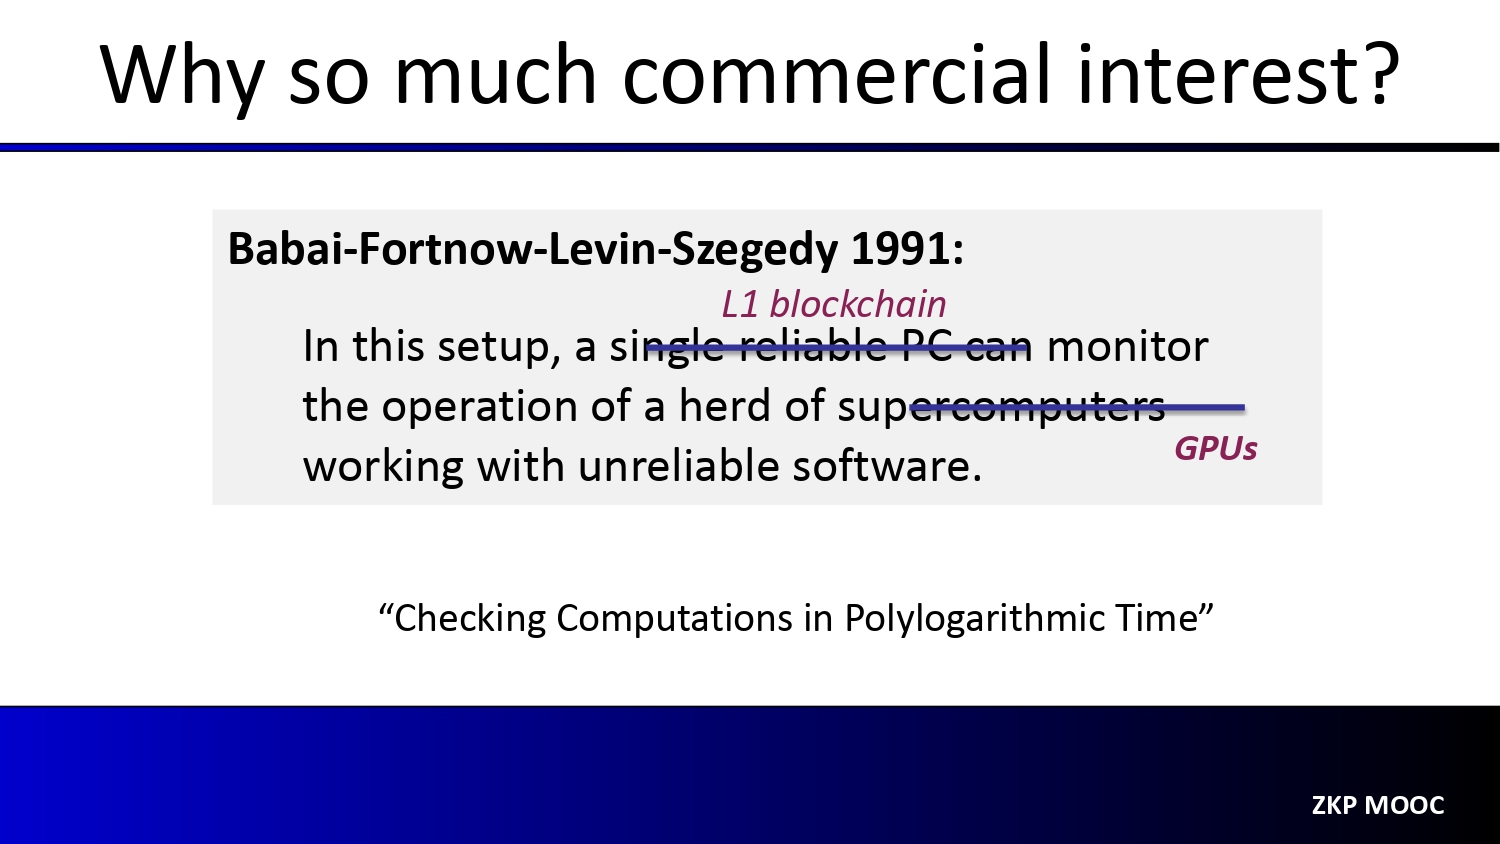 Why so much commercial interest?
Babai-Fortnow-Levin-Szegedy 1991:
L1 blockchain
In this setup, a single reliable PC can monitor
the operation of a herd of supercomputers
GPUs
working with unreliable software.
“Checking Computations in Polylogarithmic Time”
ZKP MOOC